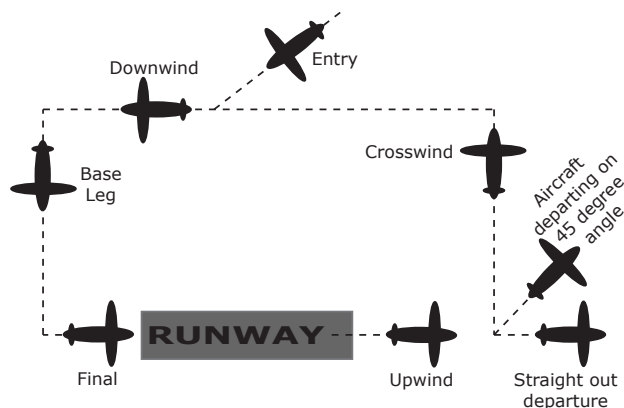 Downwind
Entry
Base
Leg
Crosswind
Aircraft
departing on
45 degree
angle
RUNWAY
Final
Upwind
Straight out
departure